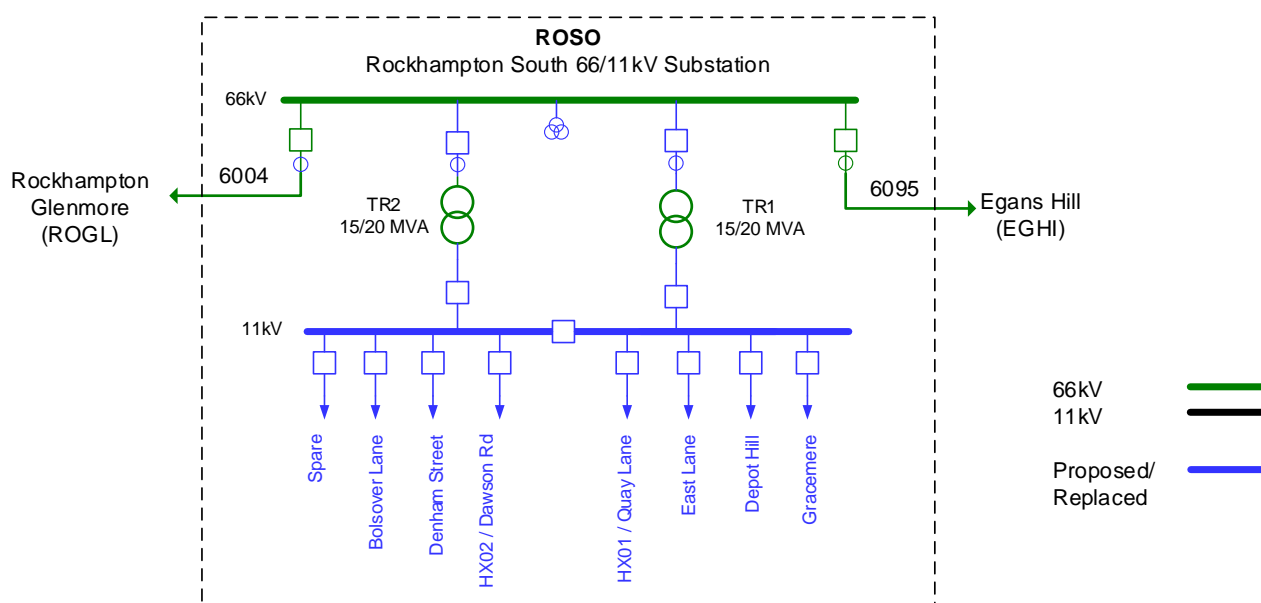 ROSO
Rockhampton South 66/11kV Substation
66kV
6004
6095
Rockhampton
Glenmore
(ROGL)
Egans Hill
(EGHI)
TR2
15/20 MVA
TR1
15/20 MVA
11kV
Spare
Bolsover Lane
Denham Street
HX02 / Dawson Rd
HX01 / Quay Lane
East Lane
Depot Hill
Gracemere
66kV
11kV
Proposed/
Replaced